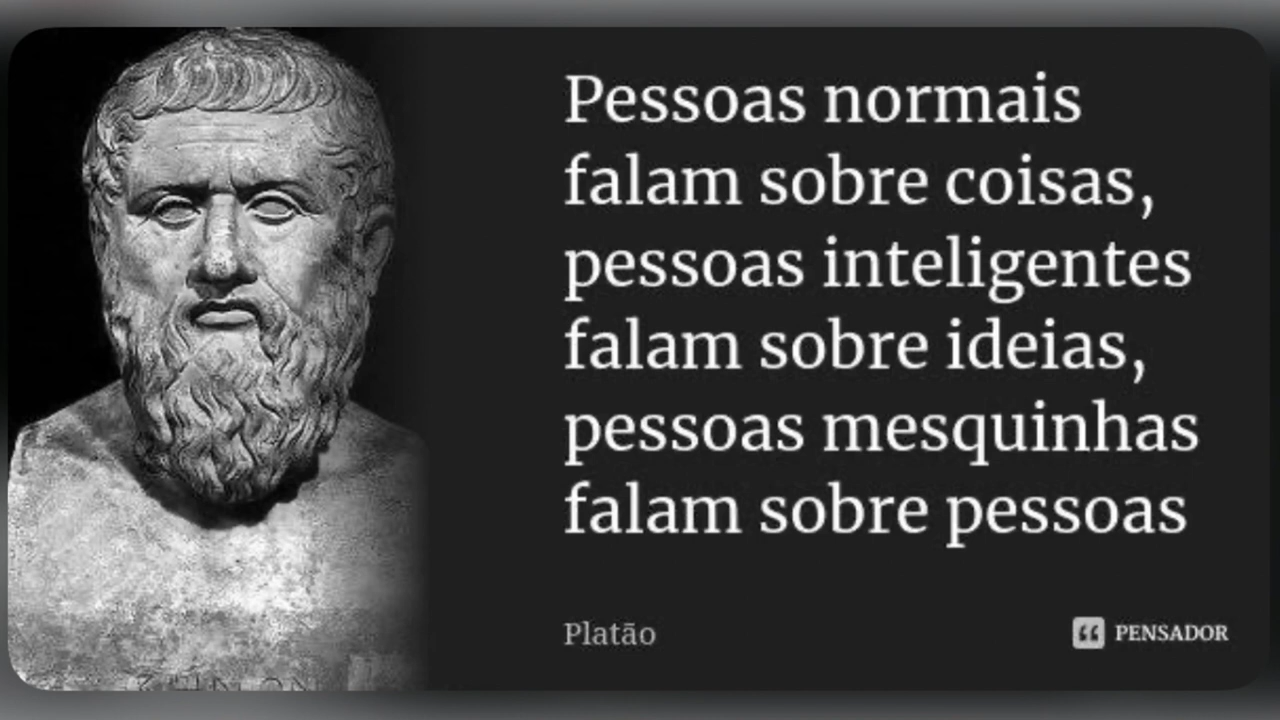 Pessoas normais
falam sobre coisas,
pessoas inteligentes
falam sobre ideias,
pessoas mesquinhas
falam sobre pessoas
Platão
PENSADOR